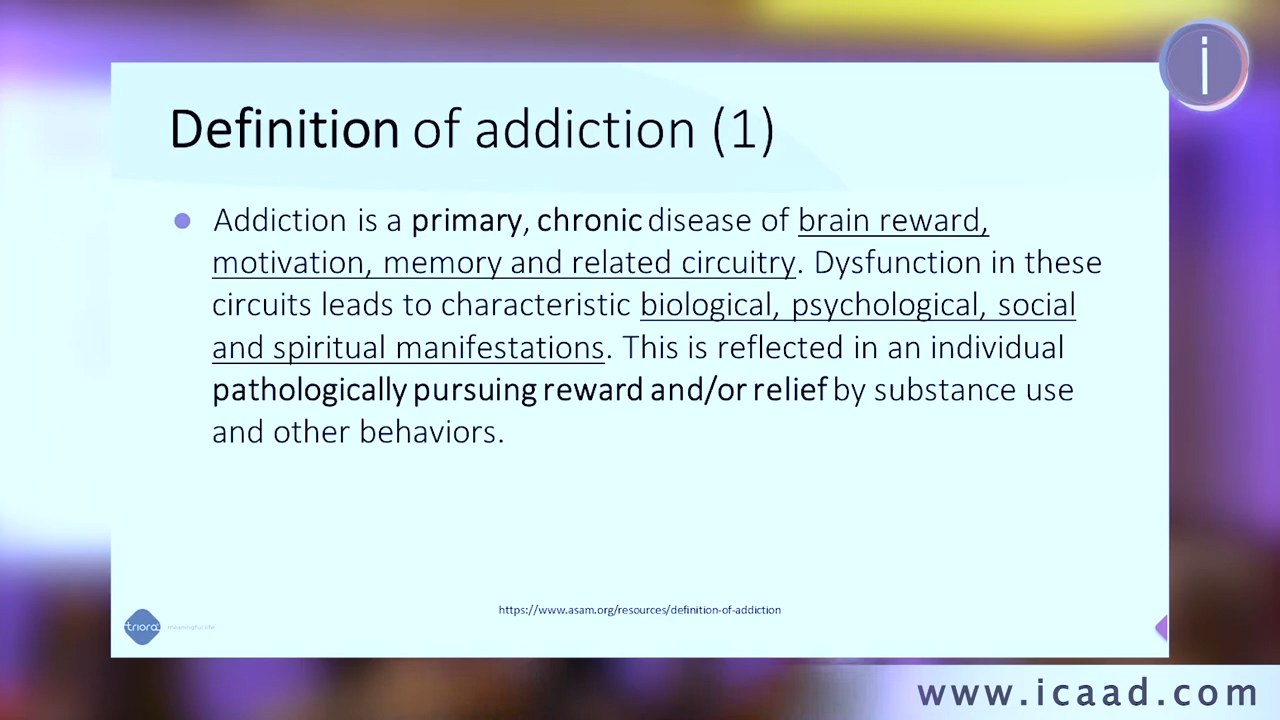 i
Definition of addiction (1)
Addiction is a primary, chronic disease of brain reward,
motivation, memory and related circuitry. Dysfunction in these
circuits leads to characteristic biological, psychological, social
and spiritual manifestations. This is reflected in an individual
pathologically pursuing reward and/or relief by substance use
and other behaviors.
https://www.asam.org/resources/definition-of-addiction
triora Meaningful life
www.icaad.com